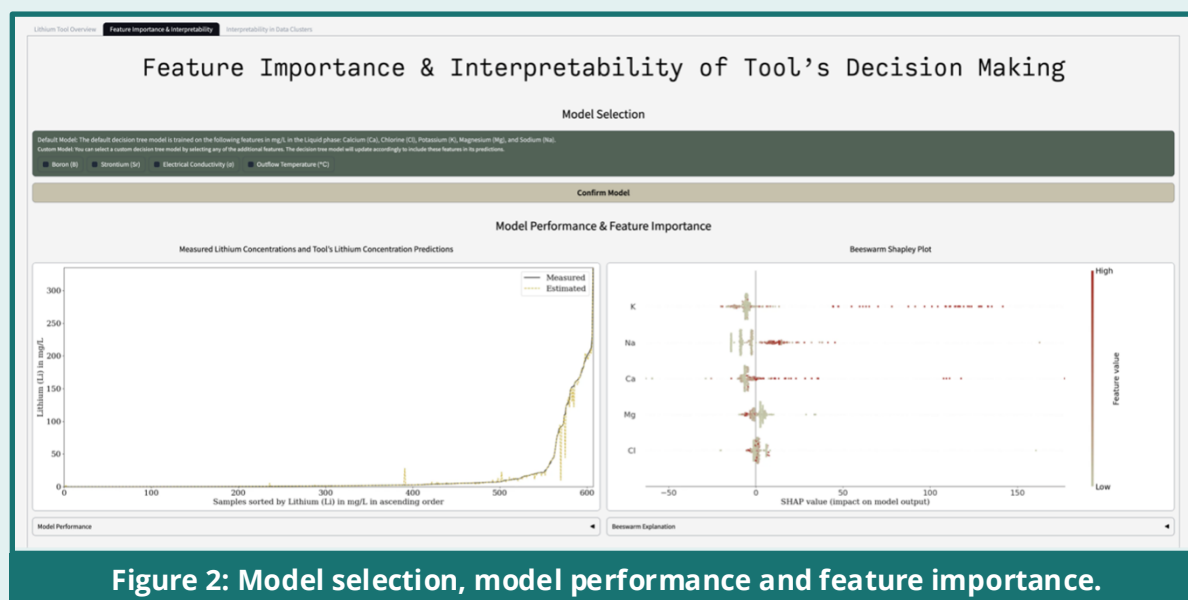 Lithium Tool Overview
Feature Importance & Interpretability
Interpretability in Data Clusters
Feature Importance & Interpretability of Tool's Decision Making
Model Selection
Default Model: The default decision tree model is trained on the following features in mg/L in the Liquid phase: Calcium (Ca), Chlorine (Cl), Potassium (K), Magnesium (Mg), and Sodium (Na).
Custom Model: You can select a custom decision tree model by selecting any of the additional features. The decision tree model will update accordingly to include these features in its predictions.
Boron (B)
Strontium (Sr)
Electrical Conductivity (σ)
Outflow Temperature (°C)
Confirm Model
Model Performance & Feature Importance
Measured Lithium Concentrations and Tool's Lithium Concentration Predictions
Lithium (Li) in mg/L
300
250
200
150
100
50
0
Measured
Estimated
0 100 200 300 400 500 600
Samples sorted by Lithium (Li) in mg/L in ascending order
Model Performance
Beeswarm Shapley Plot
K
Na
Ca
Mg
Cl
−50 0 50 100 150
SHAP value (impact on model output)
High
Feature value
Low
Beeswarm Explanation
Figure 2: Model selection, model performance and feature importance.